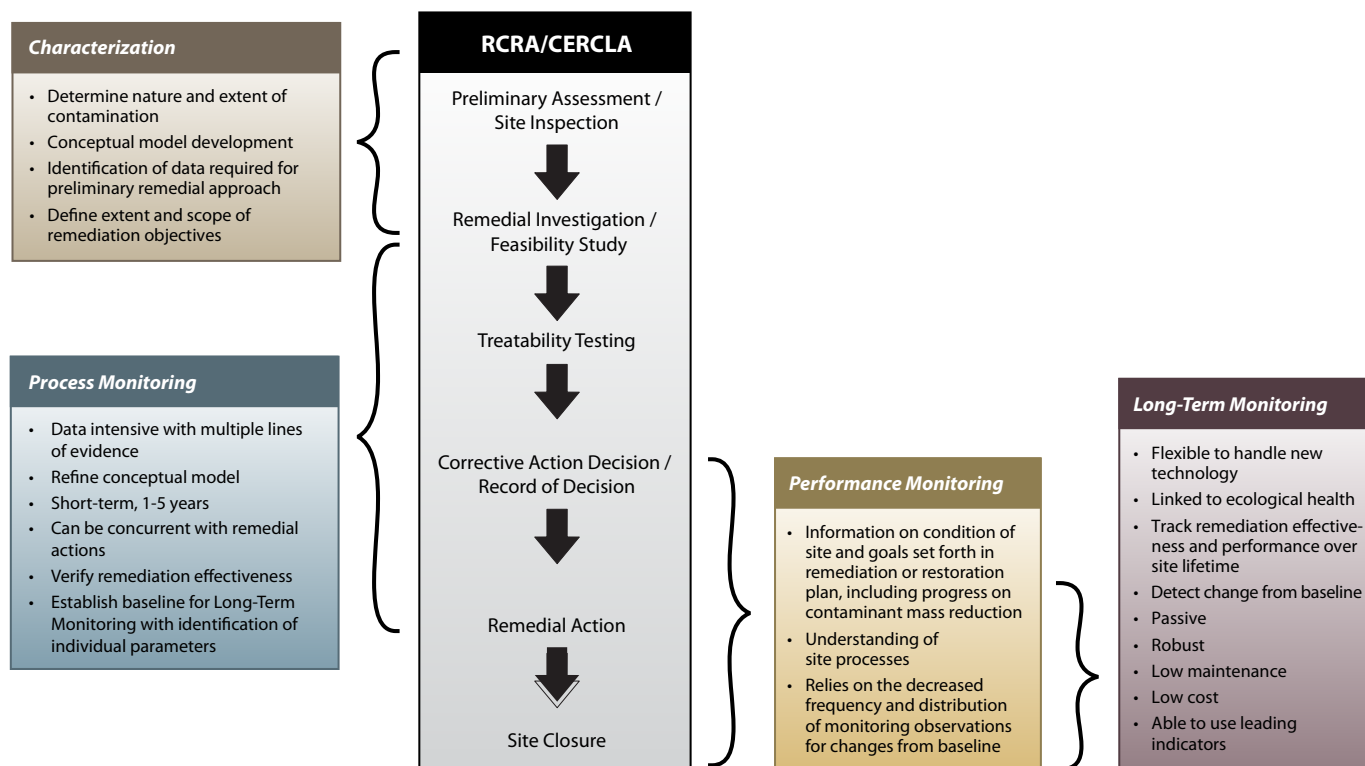 Characterization
• Determine nature and extent of
contamination
• Conceptual model development
• Identification of data required for
preliminary remedial approach
• Define extent and scope of
remediation objectives
RCRA/CERCLA
Preliminary Assessment /
Site Inspection
Remedial Investigation /
Feasibility Study
Treatability Testing
Corrective Action Decision /
Record of Decision
Remedial Action
Site Closure
Process Monitoring
• Data intensive with multiple lines
of evidence
• Refine conceptual model
• Short-term, 1-5 years
• Can be concurrent with remedial
actions
• Verify remediation effectiveness
• Establish baseline for Long-Term
Monitoring with identification of
individual parameters
Performance Monitoring
• Information on condition of
site and goals set forth in
remediation or restoration
plan, including progress on
contaminant mass reduction
• Understanding of
site processes
• Relies on the decreased
frequency and distribution
of monitoring observations
for changes from baseline
Long-Term Monitoring
• Flexible to handle new
technology
• Linked to ecological health
• Track remediation effective-
ness and performance over
site lifetime
• Detect change from baseline
• Passive
• Robust
• Low maintenance
• Low cost
• Able to use leading
indicators